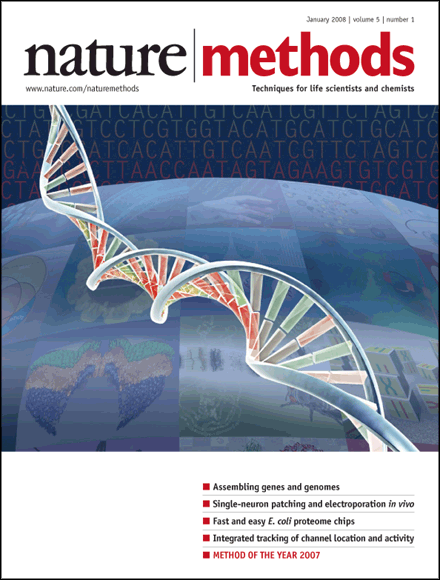 January 2008 | volume 5 | number 1
nature methods
www.nature.com/naturemethods
Techniques for life scientists and chemists
Assembling genes and genomes
Single-neuron patching and electroporation in vivo
Fast and easy E. coli proteome chips
Integrated tracking of channel location and activity
METHOD OF THE YEAR 2007